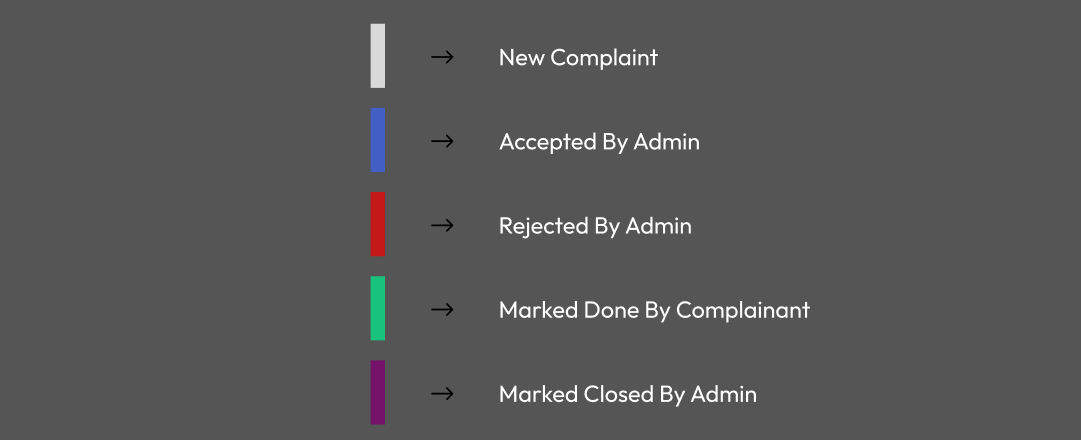 → New Complaint
→ Accepted By Admin
→ Rejected By Admin
→ Marked Done By Complainant
→ Marked Closed By Admin